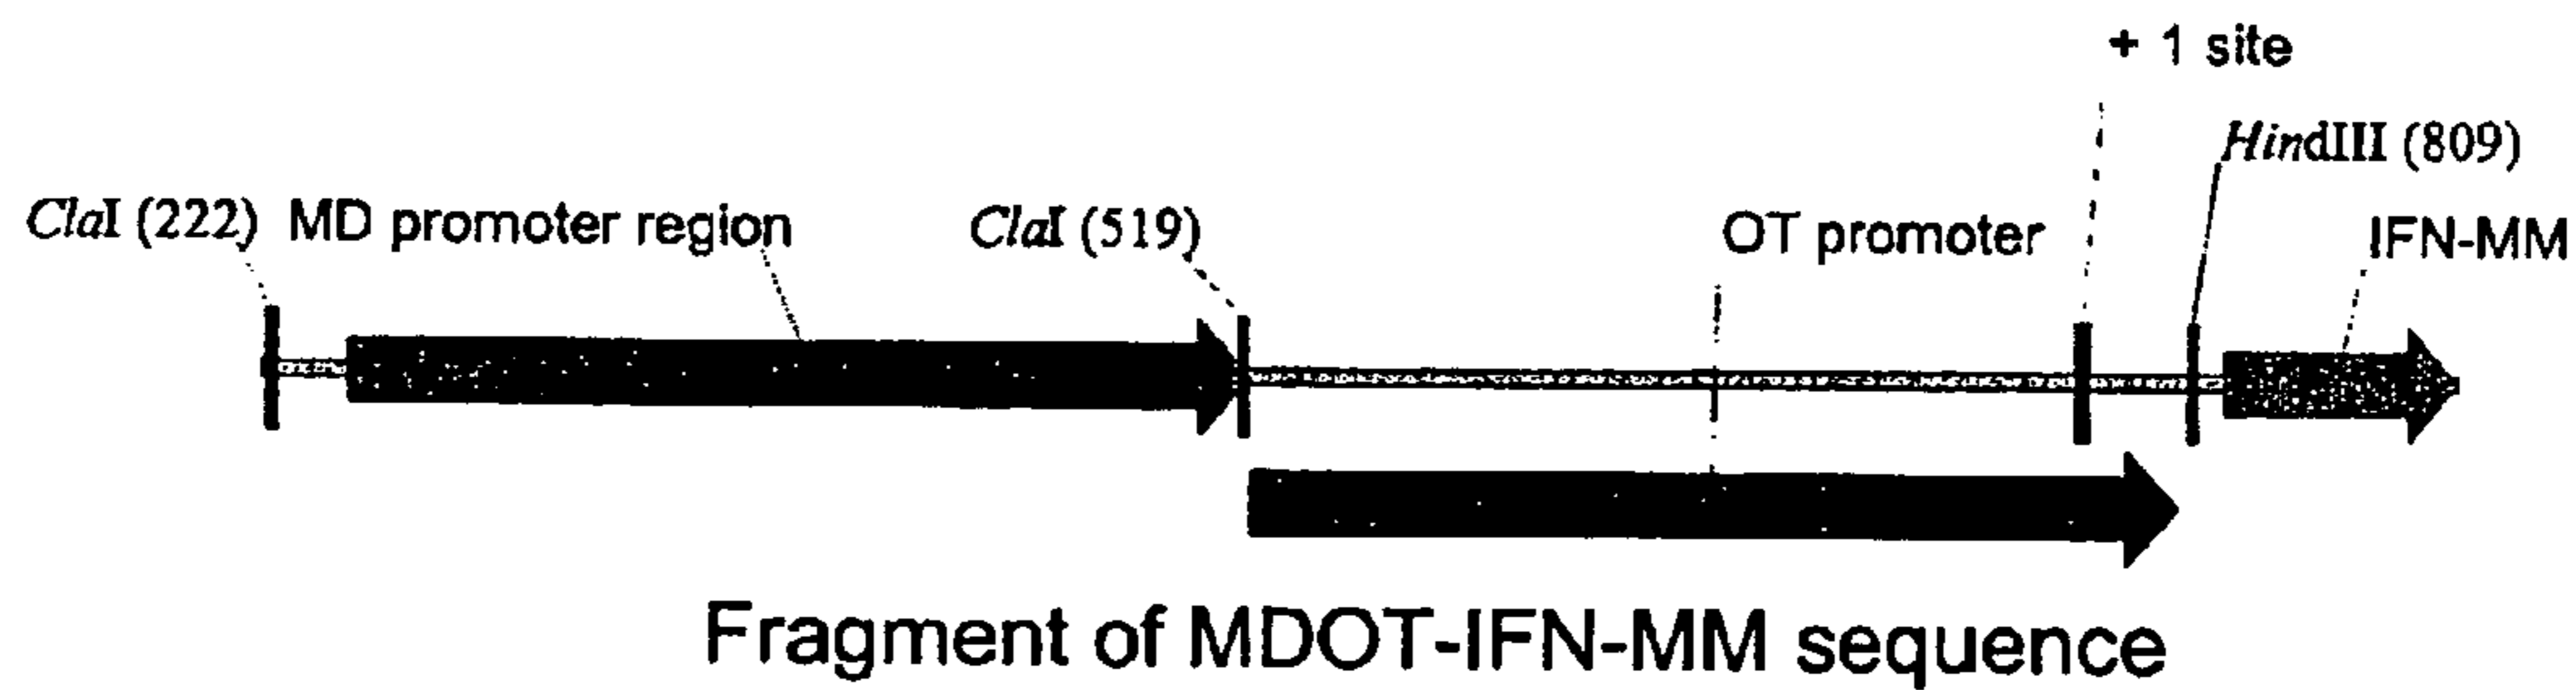 + 1 site
HindIII (809)
ClaI (222) MD promoter region ClaI (519) OT promoter IFN-MM
Fragment of MDOT-IFN-MM sequence